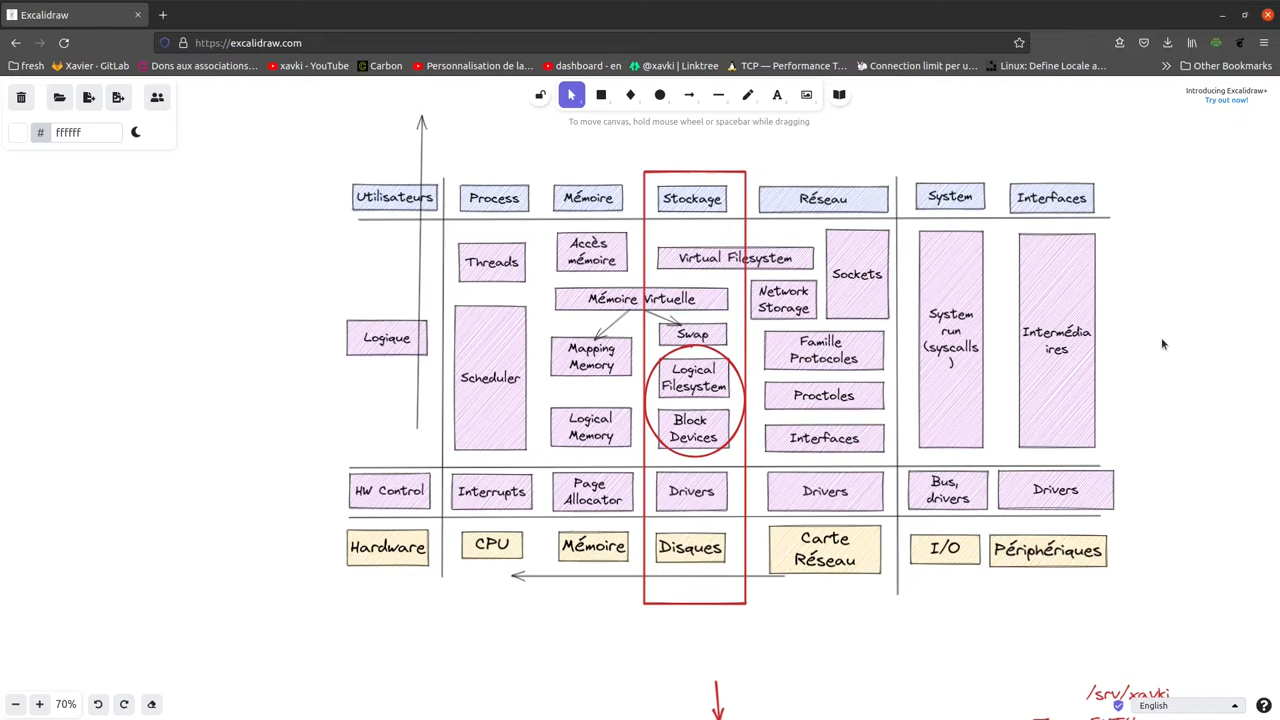 Excalidraw
https://excalidraw.com
fresh
Xavier - GitLab
Dons aux associations…
xavki - YouTube
Carbon
Personnalisation de la…
dashboard - en
@xavki | Linktree
TCP — Performance T…
Connection limit per u…
Linux: Define Locale a…
Other Bookmarks
Introducing Excalidraw+
Try out now!
To move canvas, hold mouse wheel or spacebar while dragging
# ffffff
Utilisateurs
Process
Mémoire
Stockage
Réseau
System
Interfaces
Threads
Accès
mémoire
Virtual Filesystem
Sockets
Mémoire Virtuelle
Network
Storage
Logique
Scheduler
Mapping
Memory
Swap
Logical
Filesystem
Famille
Protocoles
System
run
(syscalls
)
Intermédia
ires
Proctoles
Logical
Memory
Block
Devices
Interfaces
HW Control
Interrupts
Page
Allocator
Drivers
Drivers
Bus,
drivers
Drivers
Hardware
CPU
Mémoire
Disques
Carte
Réseau
I/O
Périphériques
/srv/xavki
70%
English